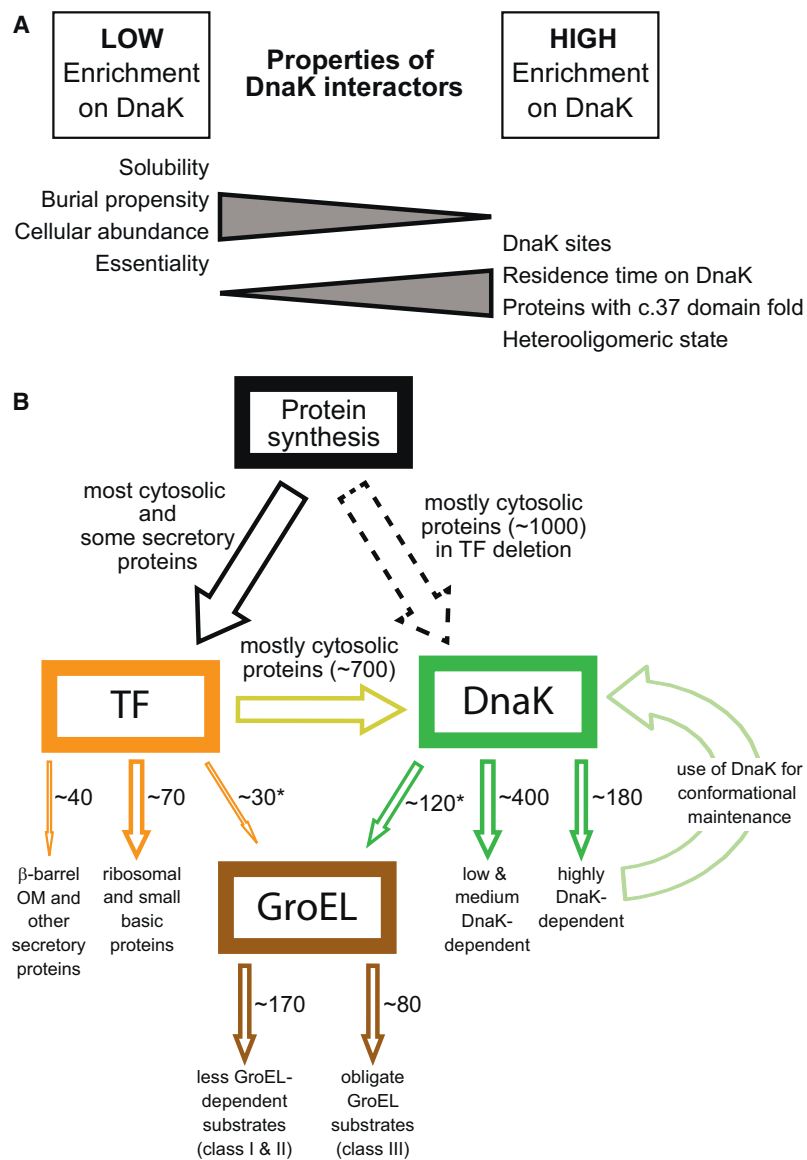 A
LOW
Enrichment
on DnaK
Properties of
DnaK interactors
HIGH
Enrichment
on DnaK
Solubility
Burial propensity
Cellular abundance
Essentiality
DnaK sites
Residence time on DnaK
Proteins with c.37 domain fold
Heterooligomeric state
B
Protein
synthesis
most cytosolic
and
some secretory
proteins
mostly cytosolic
proteins (~1000)
in TF deletion
mostly cytosolic
proteins (~700)
TF
DnaK
use of DnaK for
conformational
maintenance
~40
~70
~30*
~120*
~400
~180
β-barrel
OM and
other
secretory
proteins
ribosomal
and small
basic
proteins
GroEL
low &
medium
DnaK-
dependent
highly
DnaK-
dependent
~170
~80
less GroEL-
dependent
substrates
(class I & II)
obligate
GroEL
substrates
(class III)